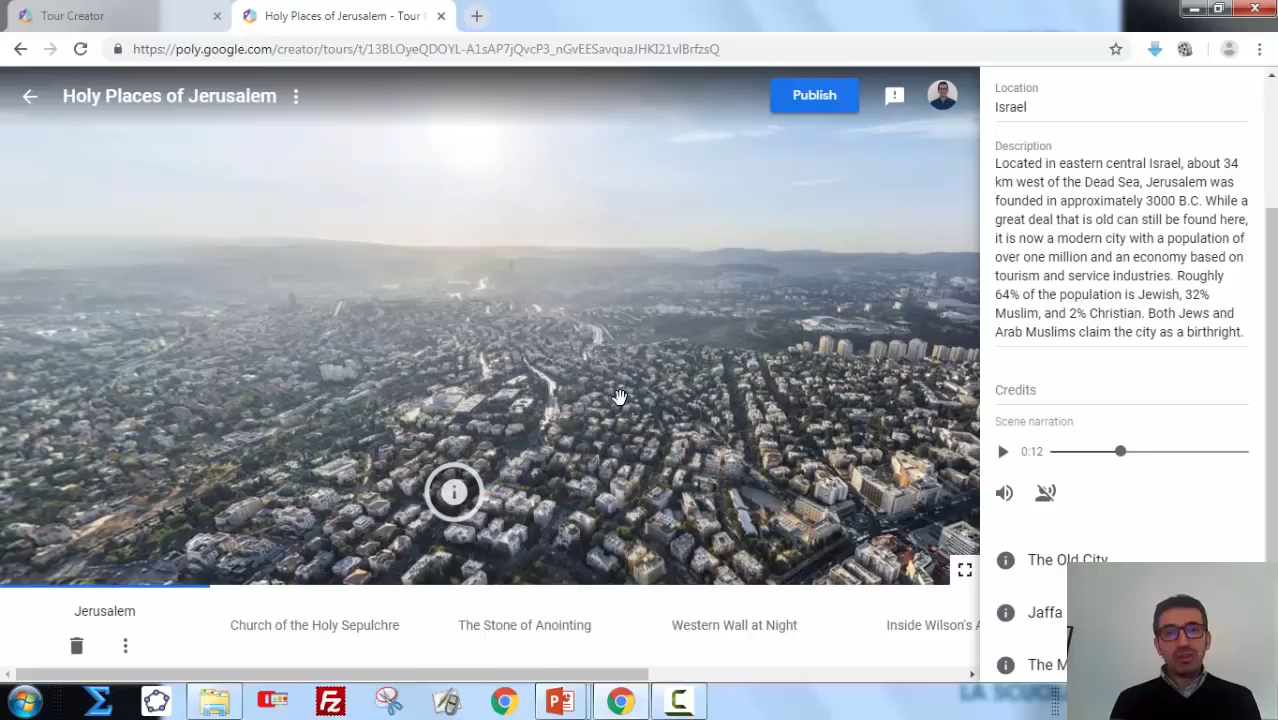 Tour Creator
Holy Places of Jerusalem - Tour C
https://poly.google.com/creator/tours/t/13BLOyeQDOYL-A1sAP7jQvcP3_nGvEESavquaJHKI21vIBrfzsQ
Holy Places of Jerusalem
Publish
Location
Israel
Description
Located in eastern central Israel, about 34
km west of the Dead Sea, Jerusalem was
founded in approximately 3000 B.C. While a
great deal that is old can still be found here,
it is now a modern city with a population of
over one million and an economy based on
tourism and service industries. Roughly
64% of the population is Jewish, 32%
Muslim, and 2% Christian. Both Jews and
Arab Muslims claim the city as a birthright.
Credits
Scene narration
0:12
The Old City
Jaffa
The M
Jerusalem
Church of the Holy Sepulchre
The Stone of Anointing
Western Wall at Night
Inside Wilson's A
LA SCUOL